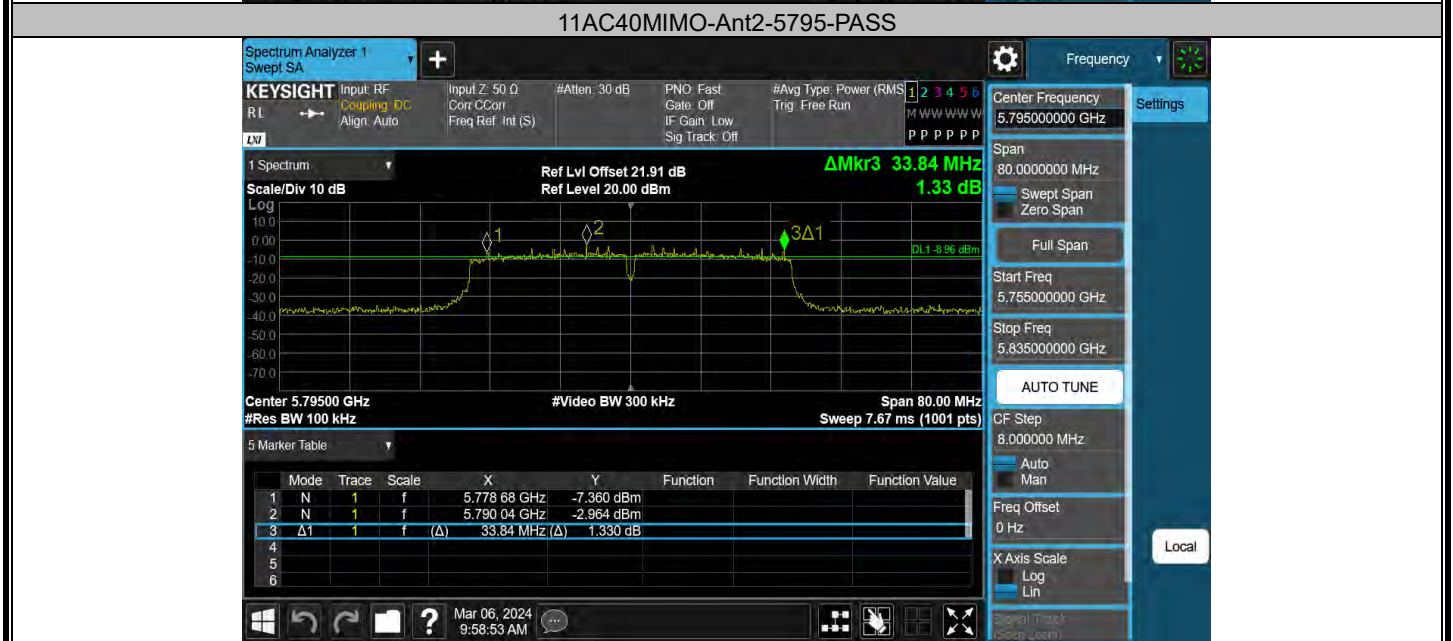 11AC40MIMO-Ant2-5795-PASS
Spectrum Analyzer 1
Swept SA
+
Frequency
KEYSIGHT
RL
LXI
Input: RF
Coupling: DC
Align: Auto
Input Z: 50 Ω
Corr CCorr
Freq Ref: Int (S)
#Atten: 30 dB
PNO: Fast
Gate: Off
IF Gain: Low
Sig Track: Off
#Avg Type: Power (RMS
Trig: Free Run
1 2 3 4 5 6
M W W W W W
P P P P P P
1 Spectrum
Scale/Div 10 dB
Log
Ref Lvl Offset 21.91 dB
Ref Level 20.00 dBm
ΔMkr3 33.84 MHz
1.33 dB
10.0
0.00
-10.0
-20.0
-30.0
-40.0
-50.0
-60.0
-70.0
1
2
3Δ1
DL1 -8.96 dBm
Center 5.79500 GHz
#Res BW 100 kHz
#Video BW 300 kHz
Span 80.00 MHz
Sweep 7.67 ms (1001 pts)
5 Marker Table
Mode Trace Scale X Y Function Function Width Function Value
1 N 1 f 5.778 68 GHz -7.360 dBm
2 N 1 f 5.790 04 GHz -2.964 dBm
3 Δ1 1 f (Δ) 33.84 MHz (Δ) 1.330 dB
4
5
6
Mar 06, 2024
9:58:53 AM
Center Frequency
5.795000000 GHz
Settings
Span
80.0000000 MHz
Swept Span
Zero Span
Full Span
Start Freq
5.755000000 GHz
Stop Freq
5.835000000 GHz
AUTO TUNE
CF Step
8.000000 MHz
Auto
Man
Freq Offset
0 Hz
X Axis Scale
Log
Lin
Local
Signal Track
(Span Zoom)